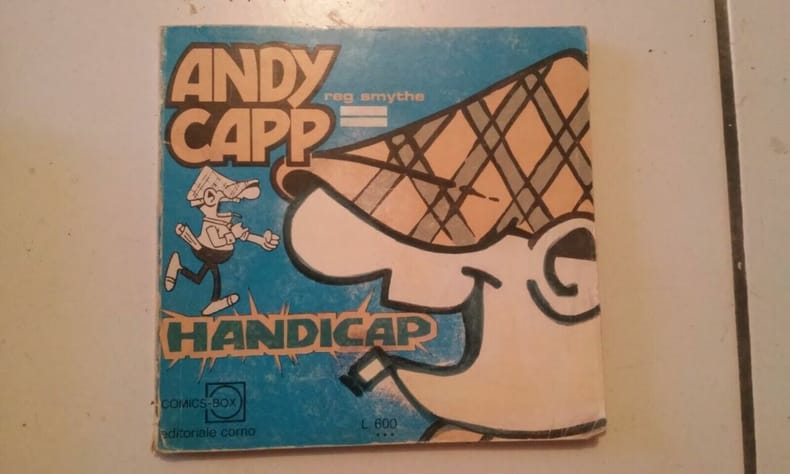 ANDY
CAPP
reg smythe
HANDICAP
COMICS-BOX
editoriale corno
L. 600